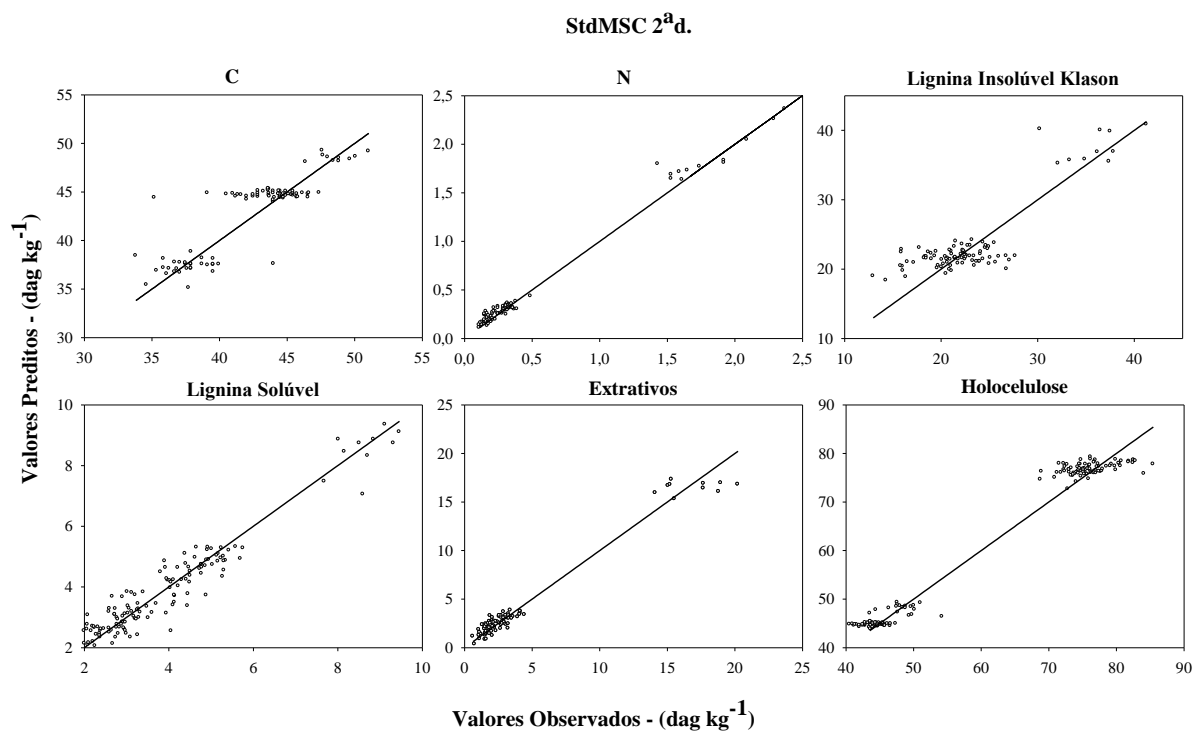 StdMSC 2ªd.
C
N
Lignina Insolúvel Klason
55
50
45
40
35
30
30 35 40 45 50 55
2,5
2,0
1,5
1,0
0,5
0,0
0,0 0,5 1,0 1,5 2,0 2,5
40
30
20
10
10 20 30 40
Valores Preditos - (dag kg⁻¹)
Lignina Solúvel
Extrativos
Holocelulose
10
8
6
4
2
2 4 6 8 10
25
20
15
10
5
0
0 5 10 15 20 25
90
80
70
60
50
40
40 50 60 70 80 90
Valores Observados - (dag kg⁻¹)